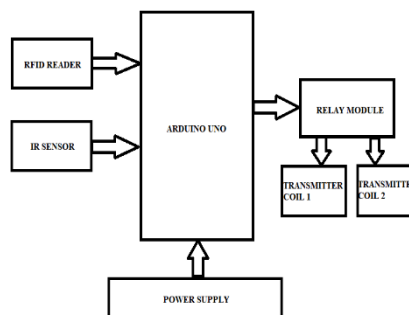 RFID READER
IR SENSOR
ARDUINO UNO
RELAY MODULE
TRANSMITTER
COIL 1
TRANSMITTE
COIL 2
POWER SUPPLY